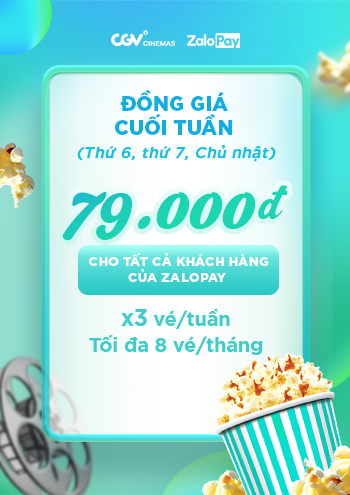 CGV CINEMAS ZaloPay
ĐỒNG GIÁ
CUỐI TUẦN
(Thứ 6, thứ 7, Chủ nhật)
79.000đ
CHO TẤT CẢ KHÁCH HÀNG
CỦA ZALOPAY
x3 vé/tuần
Tối đa 8 vé/tháng